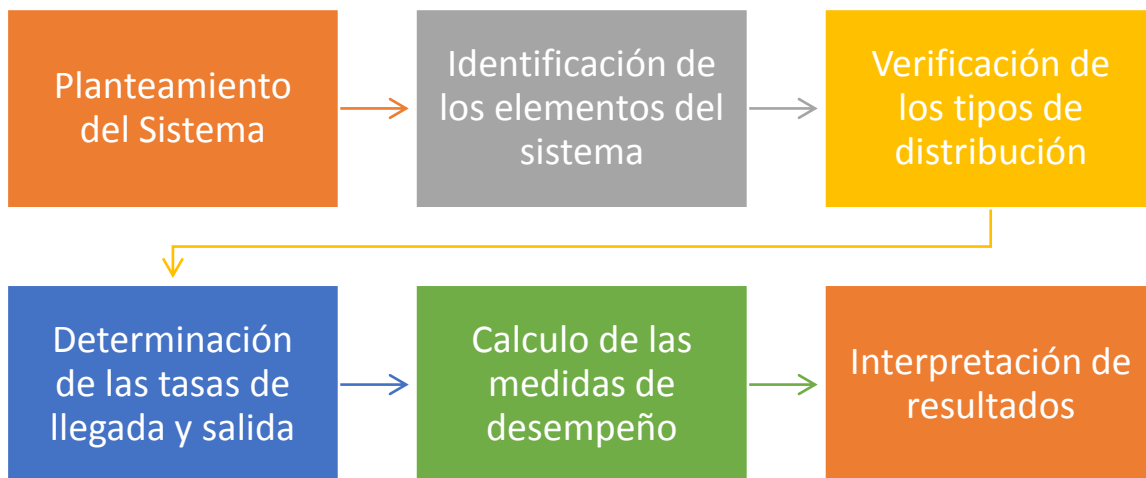 Planteamiento
del Sistema
Identificación de
los elementos del
sistema
Verificación de
los tipos de
distribución
Determinación
de las tasas de
llegada y salida
Calculo de las
medidas de
desempeño
Interpretación de
resultados